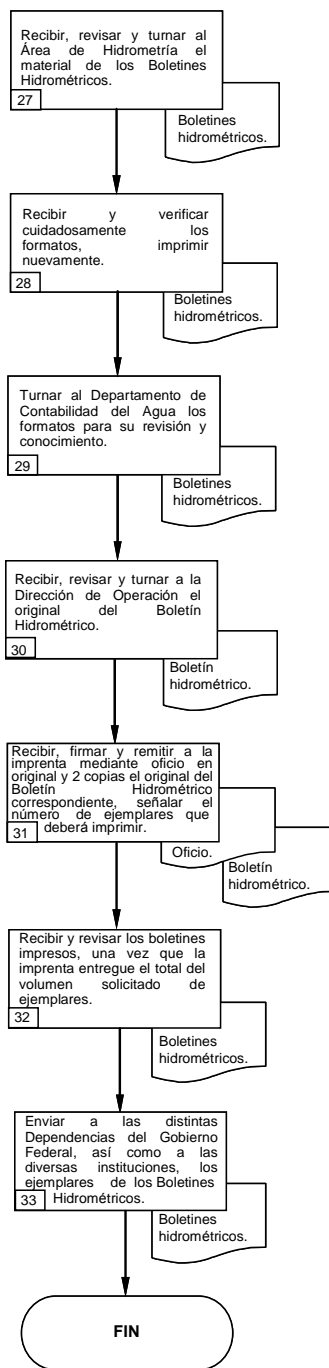 Recibir, revisar y turnar al
Área de Hidrometría el
material de los Boletines
Hidrométricos.
27
Boletines
hidrométricos.
Recibir y verificar
cuidadosamente los
formatos, imprimir
nuevamente.
28
Boletines
hidrométricos.
Turnar al Departamento de
Contabilidad del Agua los
formatos para su revisión y
conocimiento.
29
Boletines
hidrométricos.
Recibir, revisar y turnar a la
Dirección de Operación el
original del Boletín
Hidrométrico.
30
Boletín
hidrométrico.
Recibir, firmar y remitir a la
imprenta mediante oficio en
original y 2 copias el original del
Boletín Hidrométrico
correspondiente, señalar el
número de ejemplares que
deberá imprimir.
31
Oficio.
Boletín
hidrométrico.
Recibir y revisar los boletines
impresos, una vez que la
imprenta entregue el total del
volumen solicitado de
ejemplares.
32
Boletines
hidrométricos.
Enviar a las distintas
Dependencias del Gobierno
Federal, así como a las
diversas instituciones, los
ejemplares de los Boletines
Hidrométricos.
33
Boletines
hidrométricos.
FIN